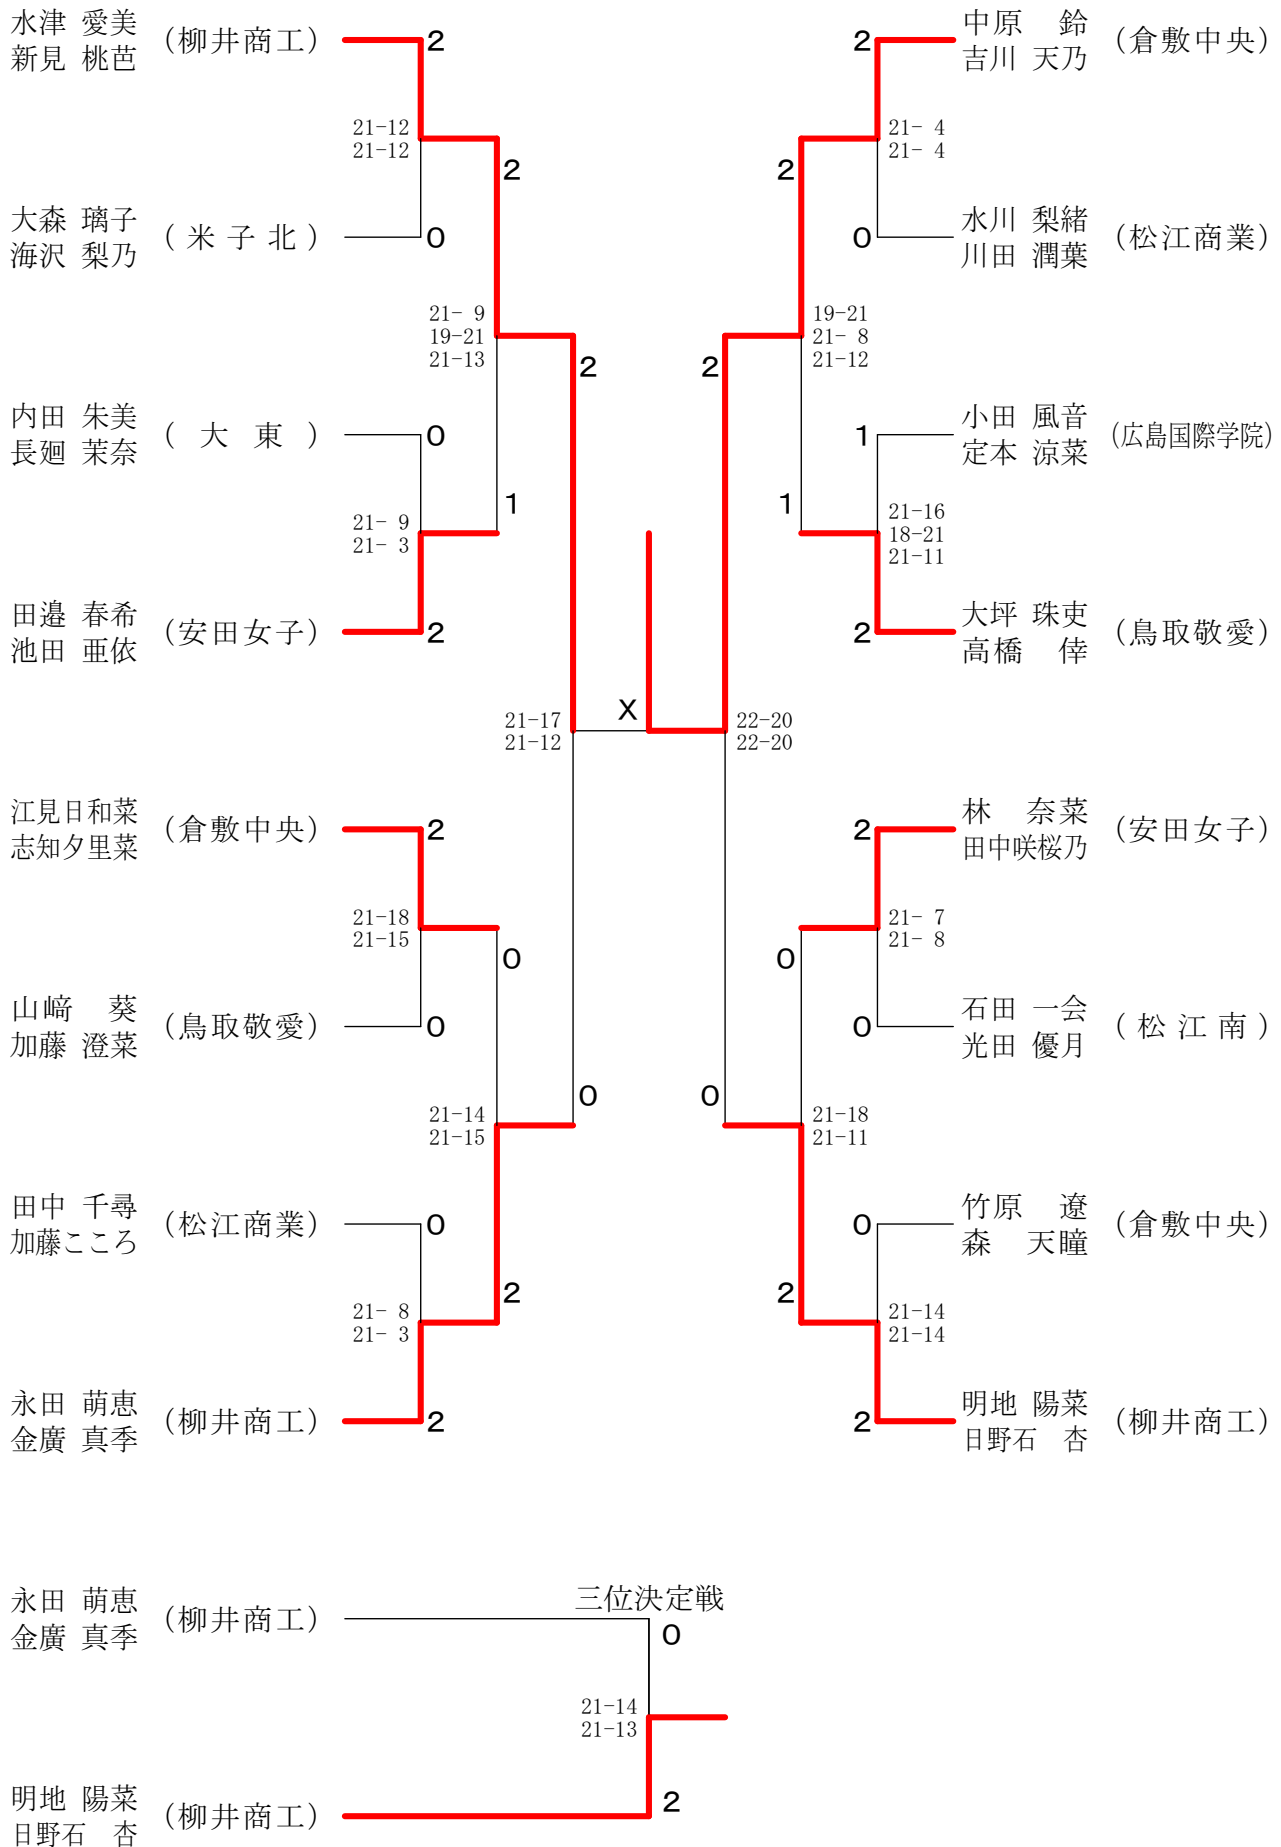 水津 愛美
新見 桃芭
(柳井商工)
2
21-12
21-12
2
大森 璃子
海沢 梨乃
(米子北)
0
21- 9
19-21
21-13
2
内田 朱美
長廻 茉奈
(大東)
0
1
21- 9
21- 3
田邉 春希
池田 亜依
(安田女子)
2
21-17
21-12
X
江見日和菜
志知夕里菜
(倉敷中央)
2
21-18
21-15
0
山﨑 葵
加藤 澄菜
(鳥取敬愛)
0
0
21-14
21-15
田中 千尋
加藤こころ
(松江商業)
0
2
21- 8
21- 3
永田 萌恵
金廣 真季
(柳井商工)
2
中原 鈴
吉川 天乃
(倉敷中央)
2
21- 4
21- 4
2
水川 梨緒
川田 潤葉
(松江商業)
0
19-21
21- 8
21-12
2
小田 風音
定本 涼菜
(広島国際学院)
1
1
21-16
18-21
21-11
大坪 珠吏
高橋 倖
(鳥取敬愛)
2
22-20
22-20
林 奈菜
田中咲桜乃
(安田女子)
2
21- 7
21- 8
0
石田 一会
光田 優月
(松江南)
0
0
21-18
21-11
竹原 遼
森 天瞳
(倉敷中央)
0
2
21-14
21-14
明地 陽菜
日野石 杏
(柳井商工)
2
三位決定戦
永田 萌恵
金廣 真季
(柳井商工)
0
21-14
21-13
明地 陽菜
日野石 杏
(柳井商工)
2